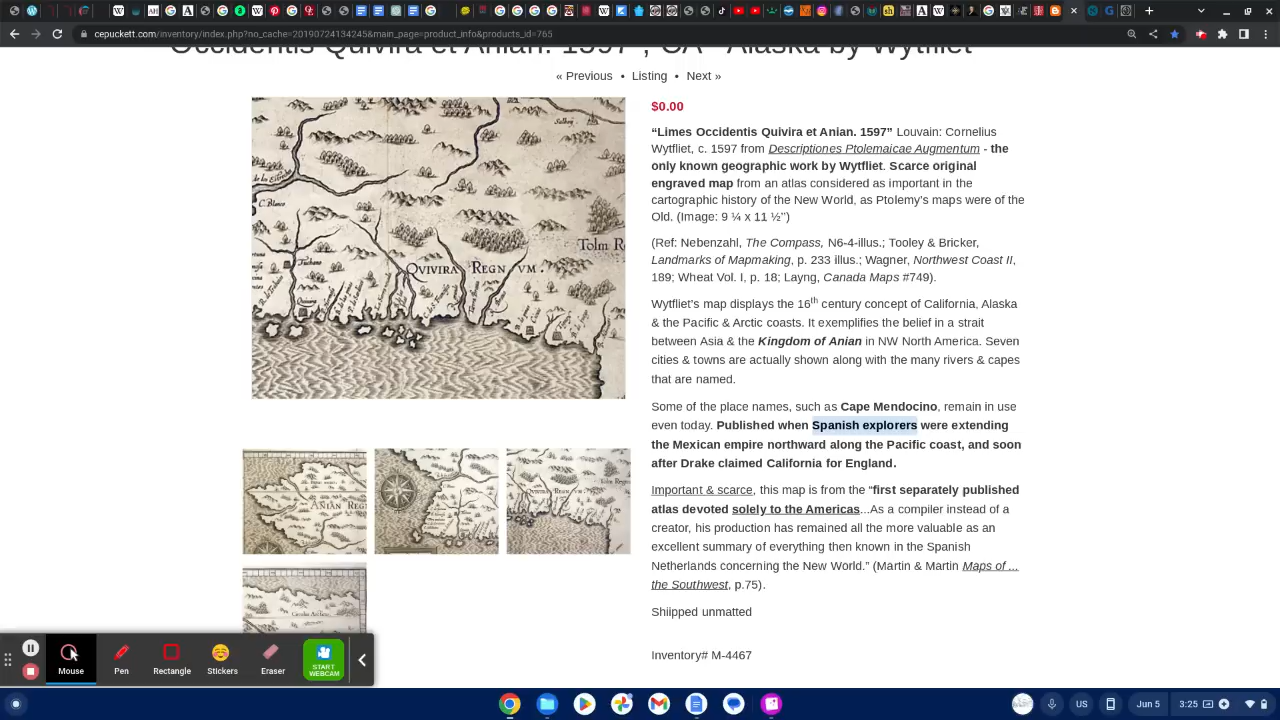 cepuckett.com/inventory/index.php?no_cache=20190724134245&main_page=product_info&products_id=765
Occidentis Quivira et Anian. 1597", CA - Alaska by Wytfliet
« Previous • Listing • Next »
$0.00
“Limes Occidentis Quivira et Anian. 1597” Louvain: Cornelius
Wytfliet, c. 1597 from Descriptiones Ptolemaicae Augmentum - the
only known geographic work by Wytfliet. Scarce original
engraved map from an atlas considered as important in the
cartographic history of the New World, as Ptolemy’s maps were of the
Old. (Image: 9 ¼ x 11 ½’’)
(Ref: Nebenzahl, The Compass, N6-4-illus.; Tooley & Bricker,
Landmarks of Mapmaking, p. 233 illus.; Wagner, Northwest Coast II,
189; Wheat Vol. I, p. 18; Layng, Canada Maps #749).
Wytfliet’s map displays the 16th century concept of California, Alaska
& the Pacific & Arctic coasts. It exemplifies the belief in a strait
between Asia & the Kingdom of Anian in NW North America. Seven
cities & towns are actually shown along with the many rivers & capes
that are named.
Some of the place names, such as Cape Mendocino, remain in use
even today. Published when Spanish explorers were extending
the Mexican empire northward along the Pacific coast, and soon
after Drake claimed California for England.
Important & scarce, this map is from the “first separately published
atlas devoted solely to the Americas...As a compiler instead of a
creator, his production has remained all the more valuable as an
excellent summary of everything then known in the Spanish
Netherlands concerning the New World.” (Martin & Martin Maps of ...
the Southwest, p.75).
Shiipped unmatted
Inventory# M-4467
C. Blanco
Tolm R
QVIVIRA REGNVM.
Tuchano
Quivira
ANIAN REG
Mouse
Pen
Rectangle
Stickers
Eraser
START
WEBCAM
US
Jun 5
3:25